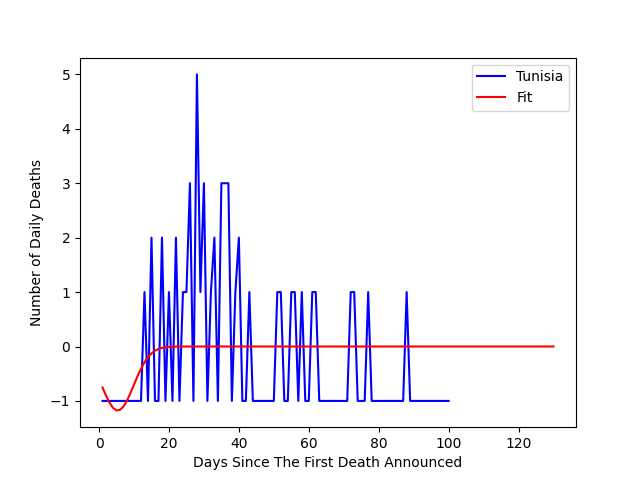 Tunisia
Fit
5
4
3
2
1
0
−1
Number of Daily Deaths
0 20 40 60 80 100 120
Days Since The First Death Announced